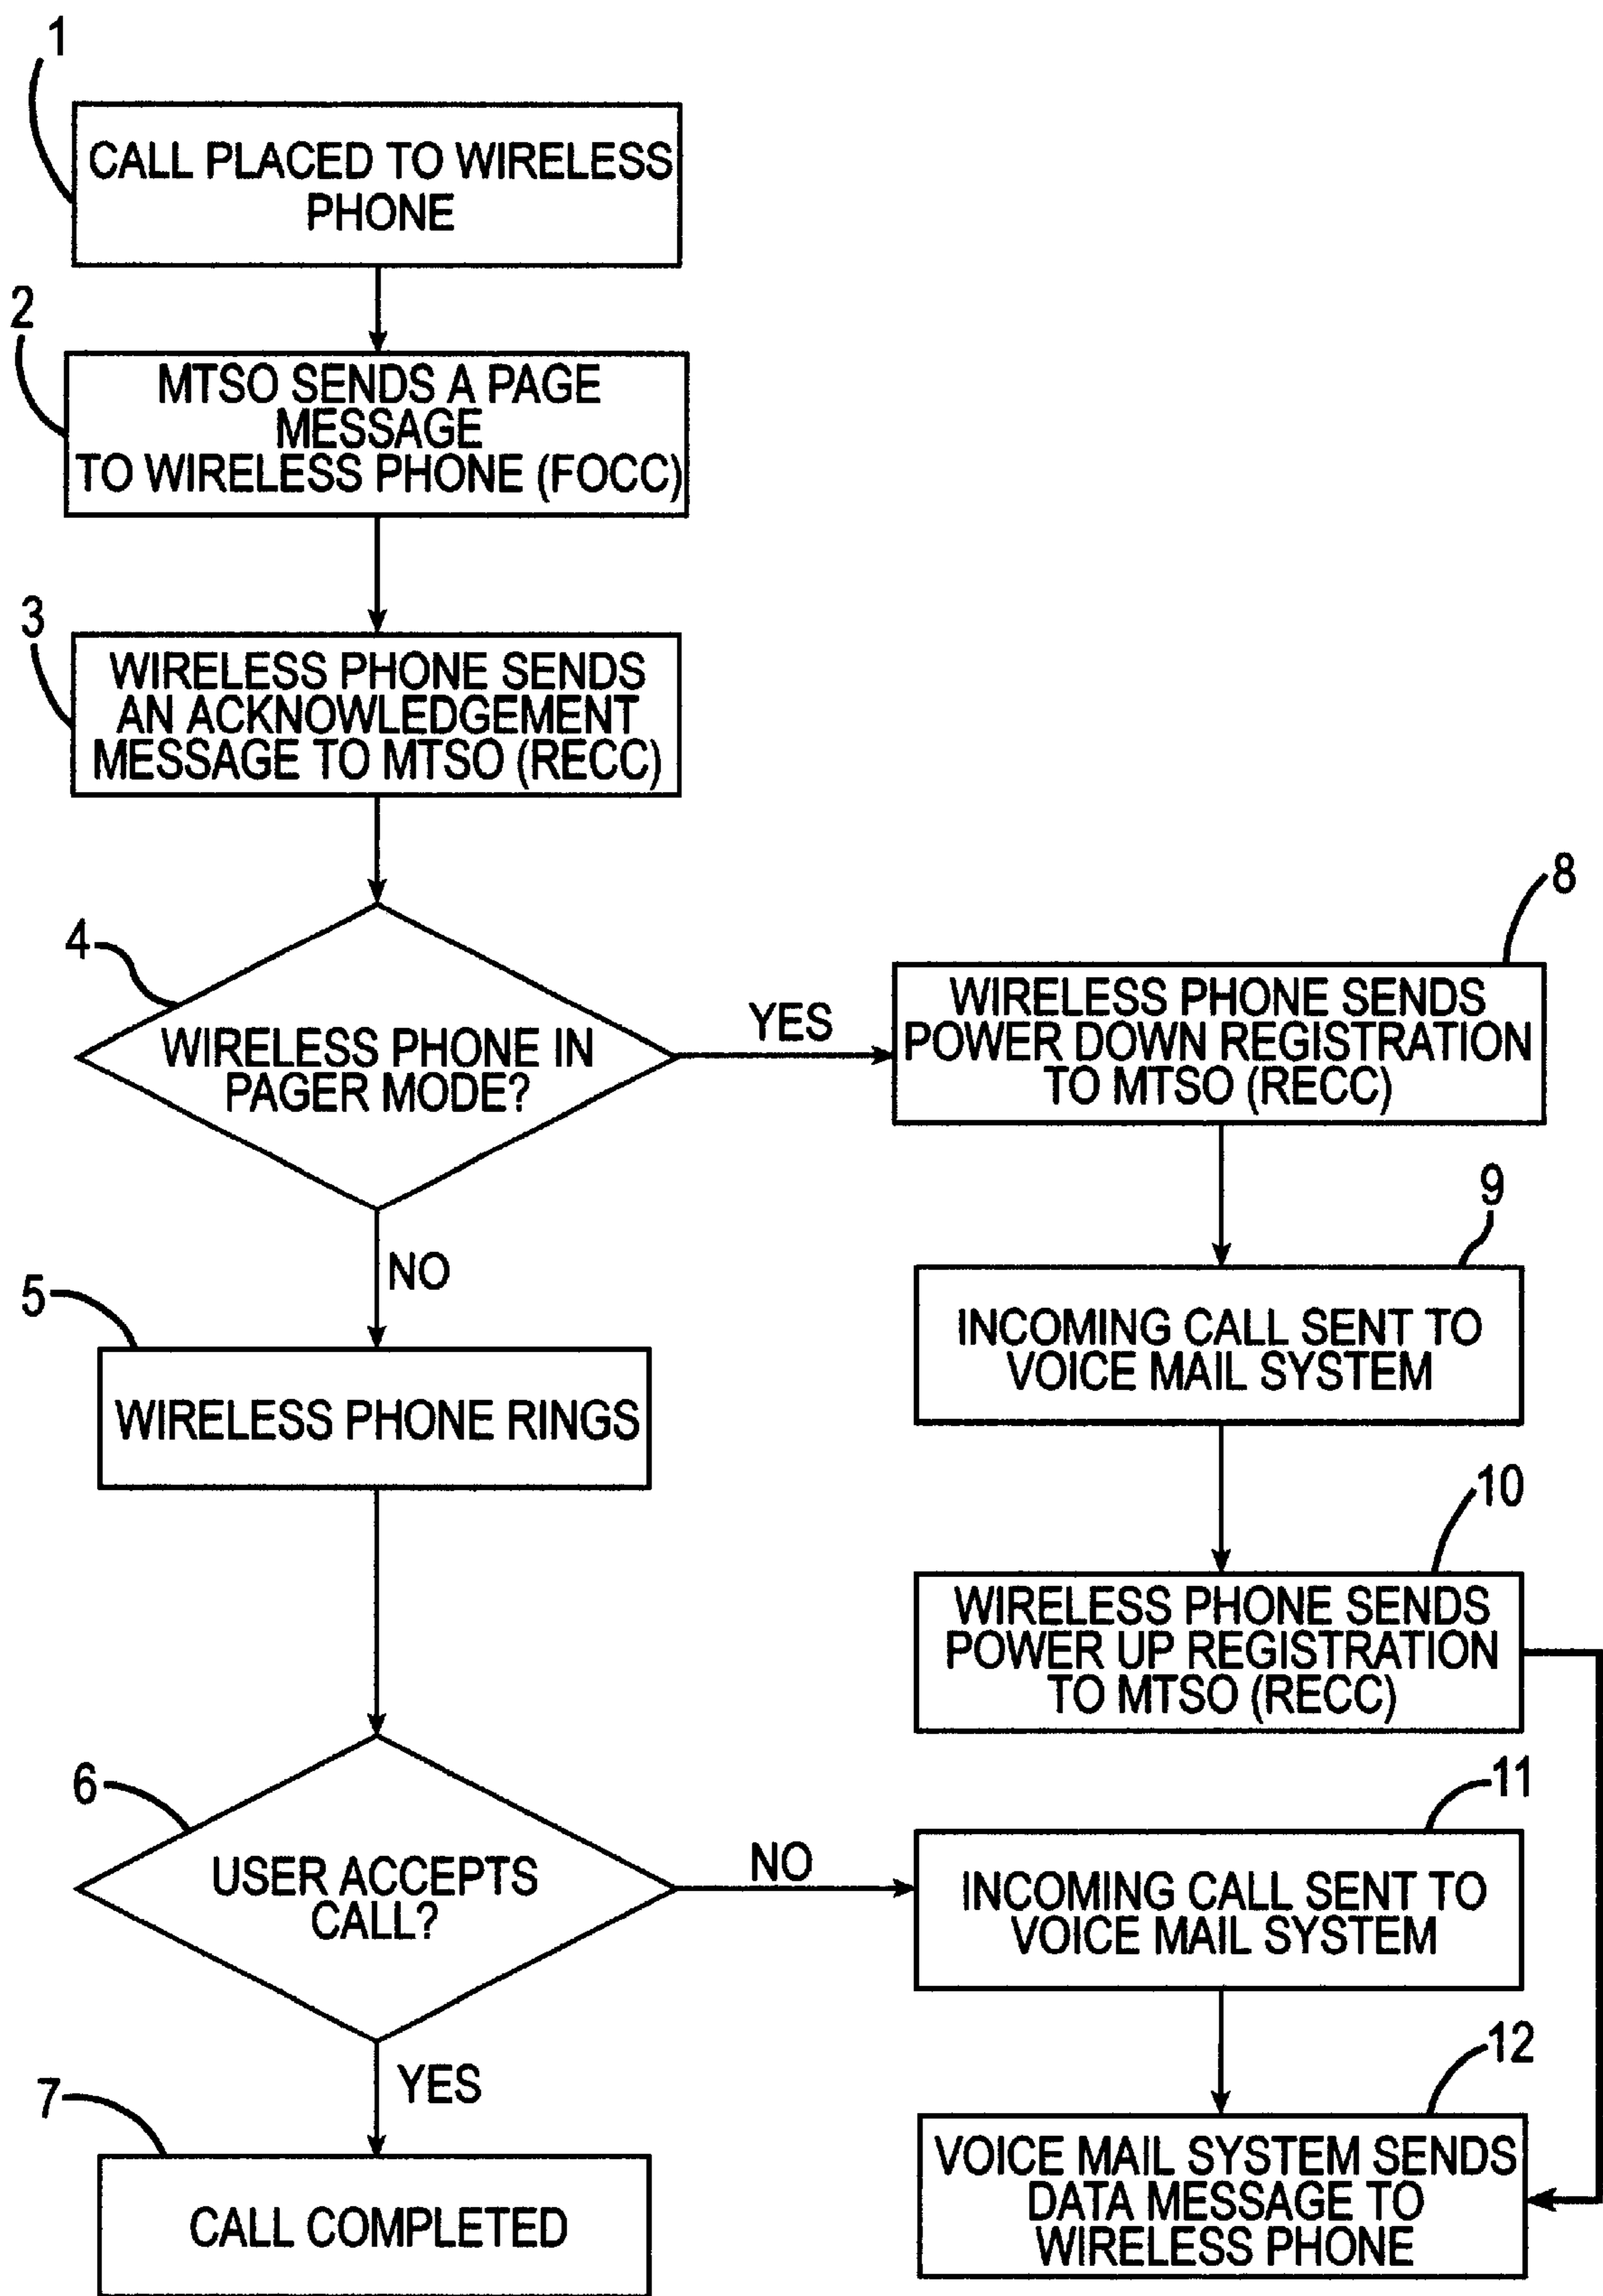 1
CALL PLACED TO WIRELESS
PHONE
2
MTSO SENDS A PAGE
MESSAGE
TO WIRELESS PHONE (FOCC)
3
WIRELESS PHONE SENDS
AN ACKNOWLEDGEMENT
MESSAGE TO MTSO (RECC)
4
WIRELESS PHONE IN
PAGER MODE?
YES
NO
8
WIRELESS PHONE SENDS
POWER DOWN REGISTRATION
TO MTSO (RECC)
9
INCOMING CALL SENT TO
VOICE MAIL SYSTEM
5
WIRELESS PHONE RINGS
10
WIRELESS PHONE SENDS
POWER UP REGISTRATION
TO MTSO (RECC)
6
USER ACCEPTS
CALL?
NO
YES
11
INCOMING CALL SENT TO
VOICE MAIL SYSTEM
7
CALL COMPLETED
12
VOICE MAIL SYSTEM SENDS
DATA MESSAGE TO
WIRELESS PHONE